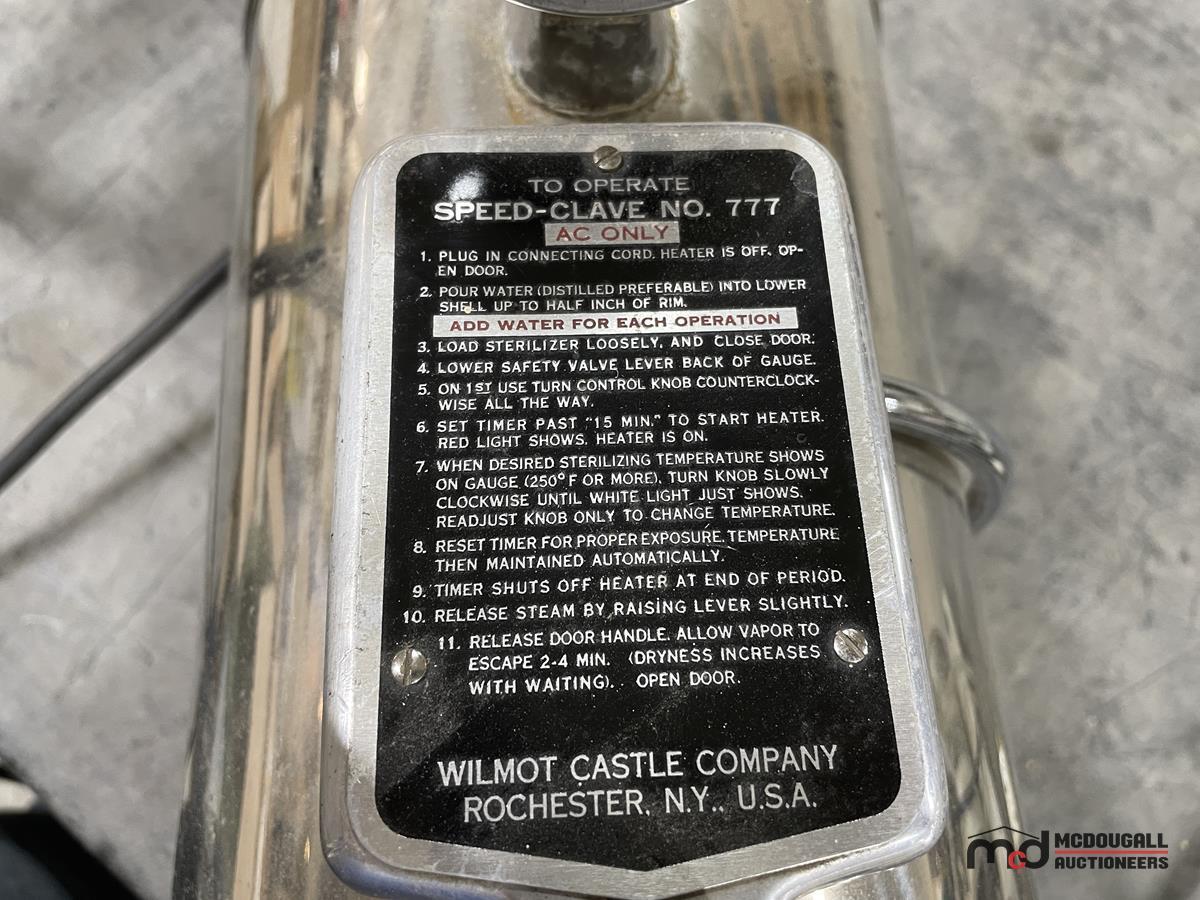 TO OPERATE
SPEED-CLAVE NO. 777
AC ONLY
1. PLUG IN CONNECTING CORD. HEATER IS OFF. OP-
EN DOOR.
2. POUR WATER (DISTILLED PREFERABLE) INTO LOWER
SHELL UP TO HALF INCH OF RIM.
ADD WATER FOR EACH OPERATION
3. LOAD STERILIZER LOOSELY, AND CLOSE DOOR.
4. LOWER SAFETY VALVE LEVER BACK OF GAUGE.
5. ON 1ST USE TURN CONTROL KNOB COUNTERCLOCK-
WISE ALL THE WAY.
6. SET TIMER PAST "15 MIN." TO START HEATER.
RED LIGHT SHOWS. HEATER IS ON.
7. WHEN DESIRED STERILIZING TEMPERATURE SHOWS
ON GAUGE (250°F OR MORE), TURN KNOB SLOWLY
CLOCKWISE UNTIL WHITE LIGHT JUST SHOWS.
READJUST KNOB ONLY TO CHANGE TEMPERATURE.
8. RESET TIMER FOR PROPER EXPOSURE. TEMPERATURE
THEN MAINTAINED AUTOMATICALLY.
9. TIMER SHUTS OFF HEATER AT END OF PERIOD.
10. RELEASE STEAM BY RAISING LEVER SLIGHTLY.
11. RELEASE DOOR HANDLE. ALLOW VAPOR TO
ESCAPE 2-4 MIN. (DRYNESS INCREASES
WITH WAITING). . OPEN DOOR.
WILMOT CASTLE COMPANY
ROCHESTER, N.Y., U.S.A.
mcd MCDOUGALL
AUCTIONEERS